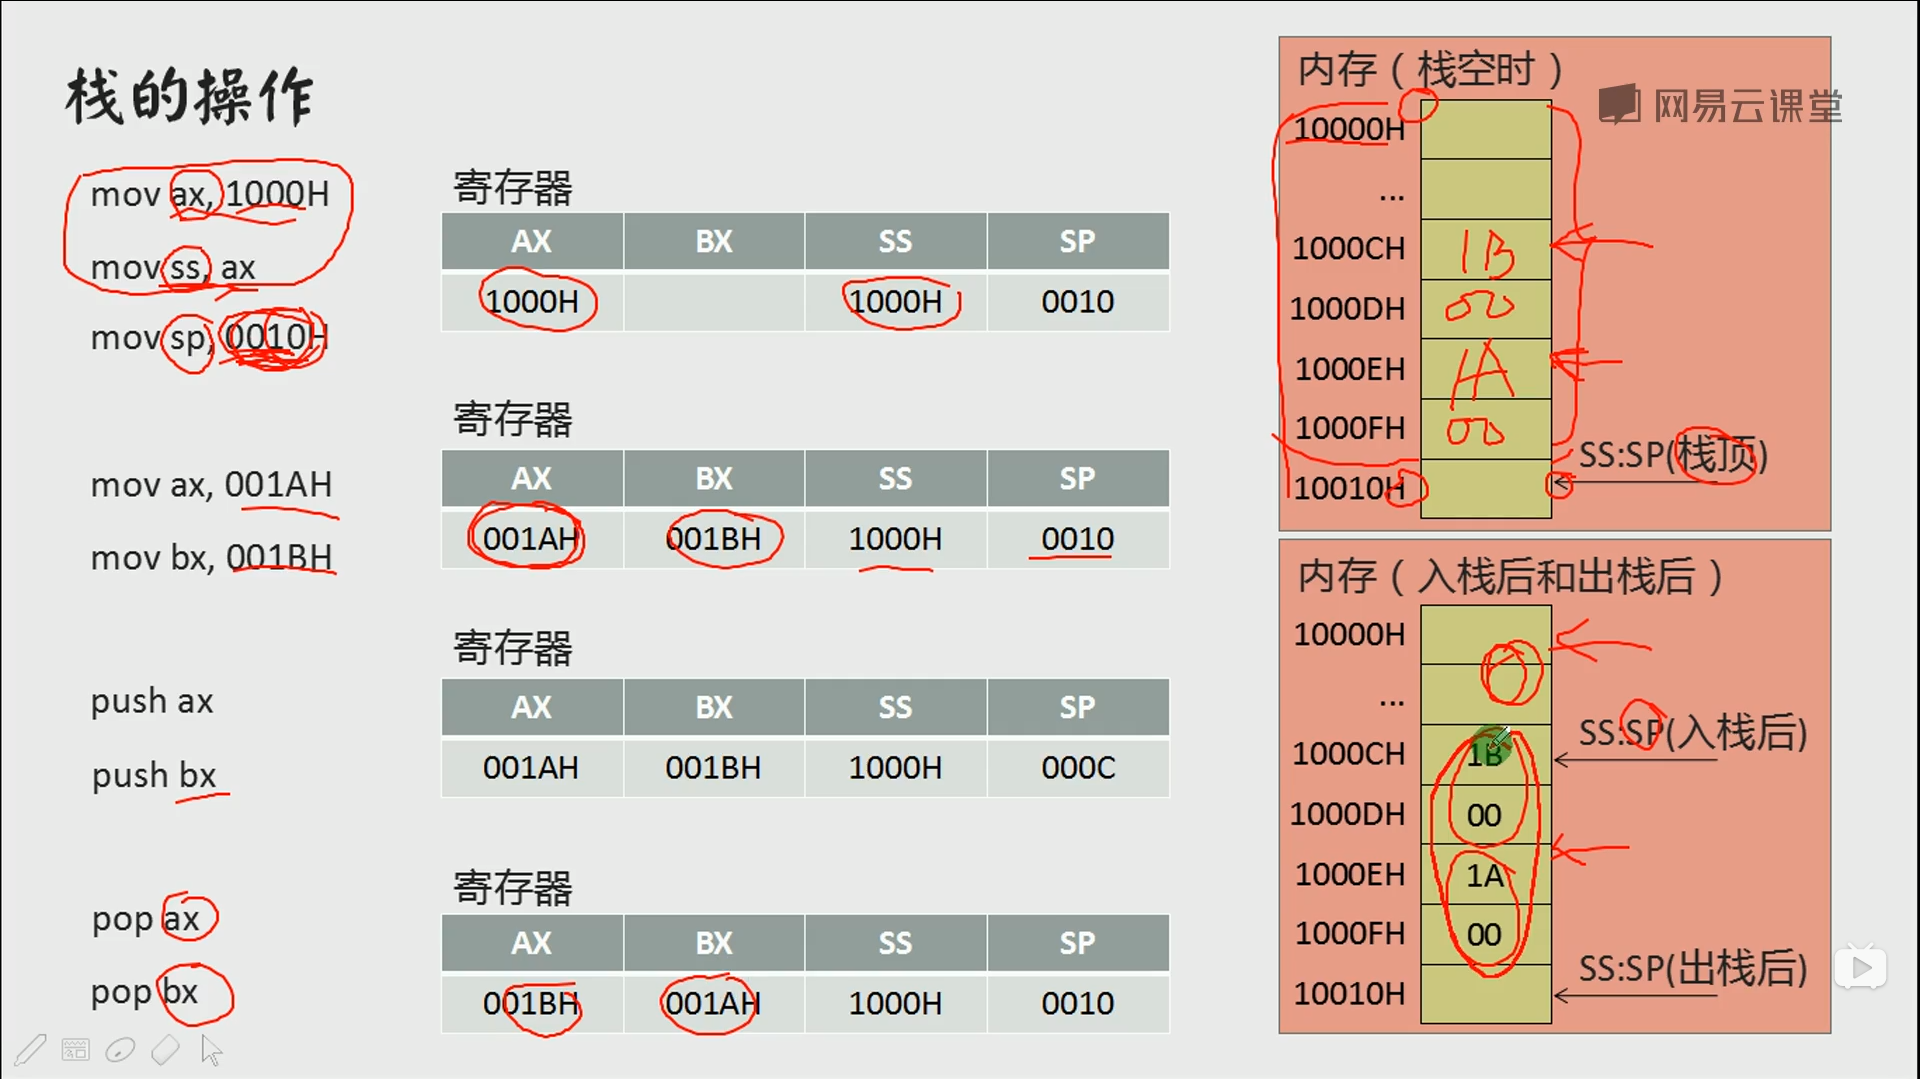 栈的操作
mov ax, 1000H
mov ss, ax
mov sp, 0010H
寄存器
AX BX SS SP
1000H 1000H 0010
mov ax, 001AH
mov bx, 001BH
寄存器
AX BX SS SP
001AH 001BH 1000H 0010
push ax
push bx
寄存器
AX BX SS SP
001AH 001BH 1000H 000C
pop ax
pop bx
寄存器
AX BX SS SP
001BH 001AH 1000H 0010
内存（栈空时）
网易云课堂
10000H
...
1000CH 1B
1000DH 00
1000EH 1A
1000FH 00
SS:SP(栈顶)
10010H
内存（入栈后和出栈后）
10000H
...
SS:SP(入栈后)
1000CH 1B
1000DH 00
1000EH 1A
1000FH 00
SS:SP(出栈后)
10010H